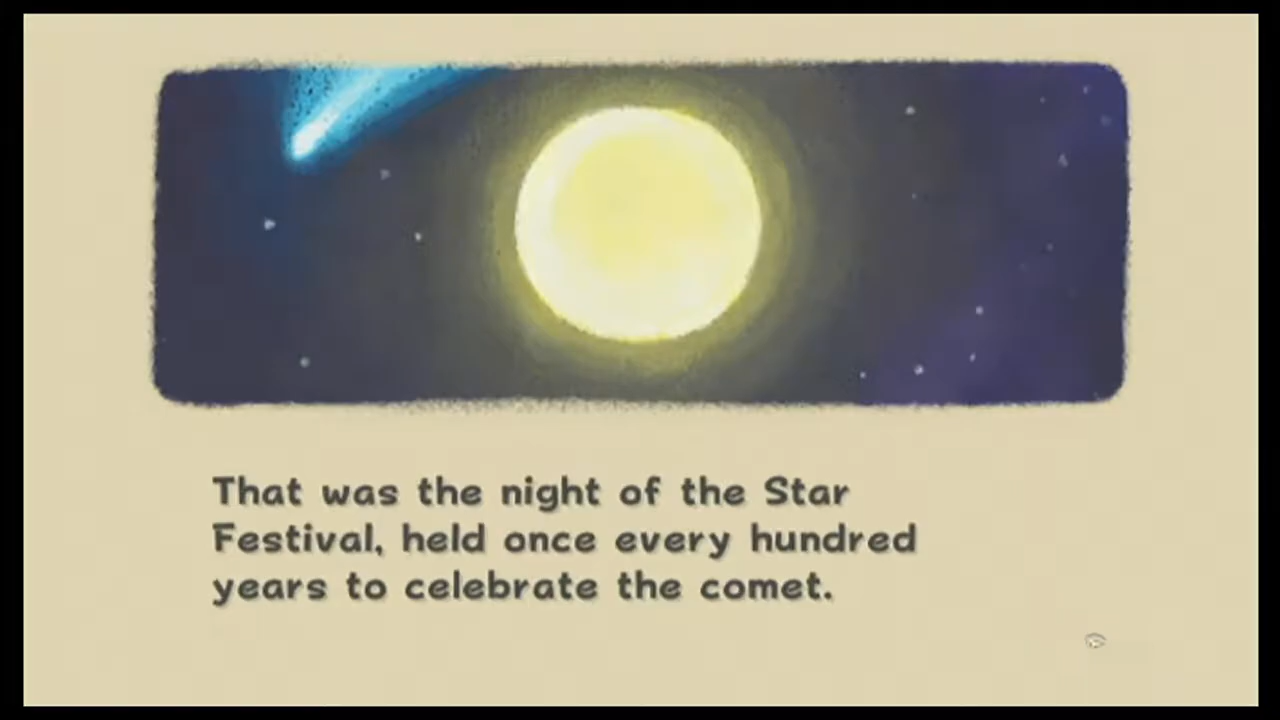 That was the night of the Star
Festival, held once every hundred
years to celebrate the comet.